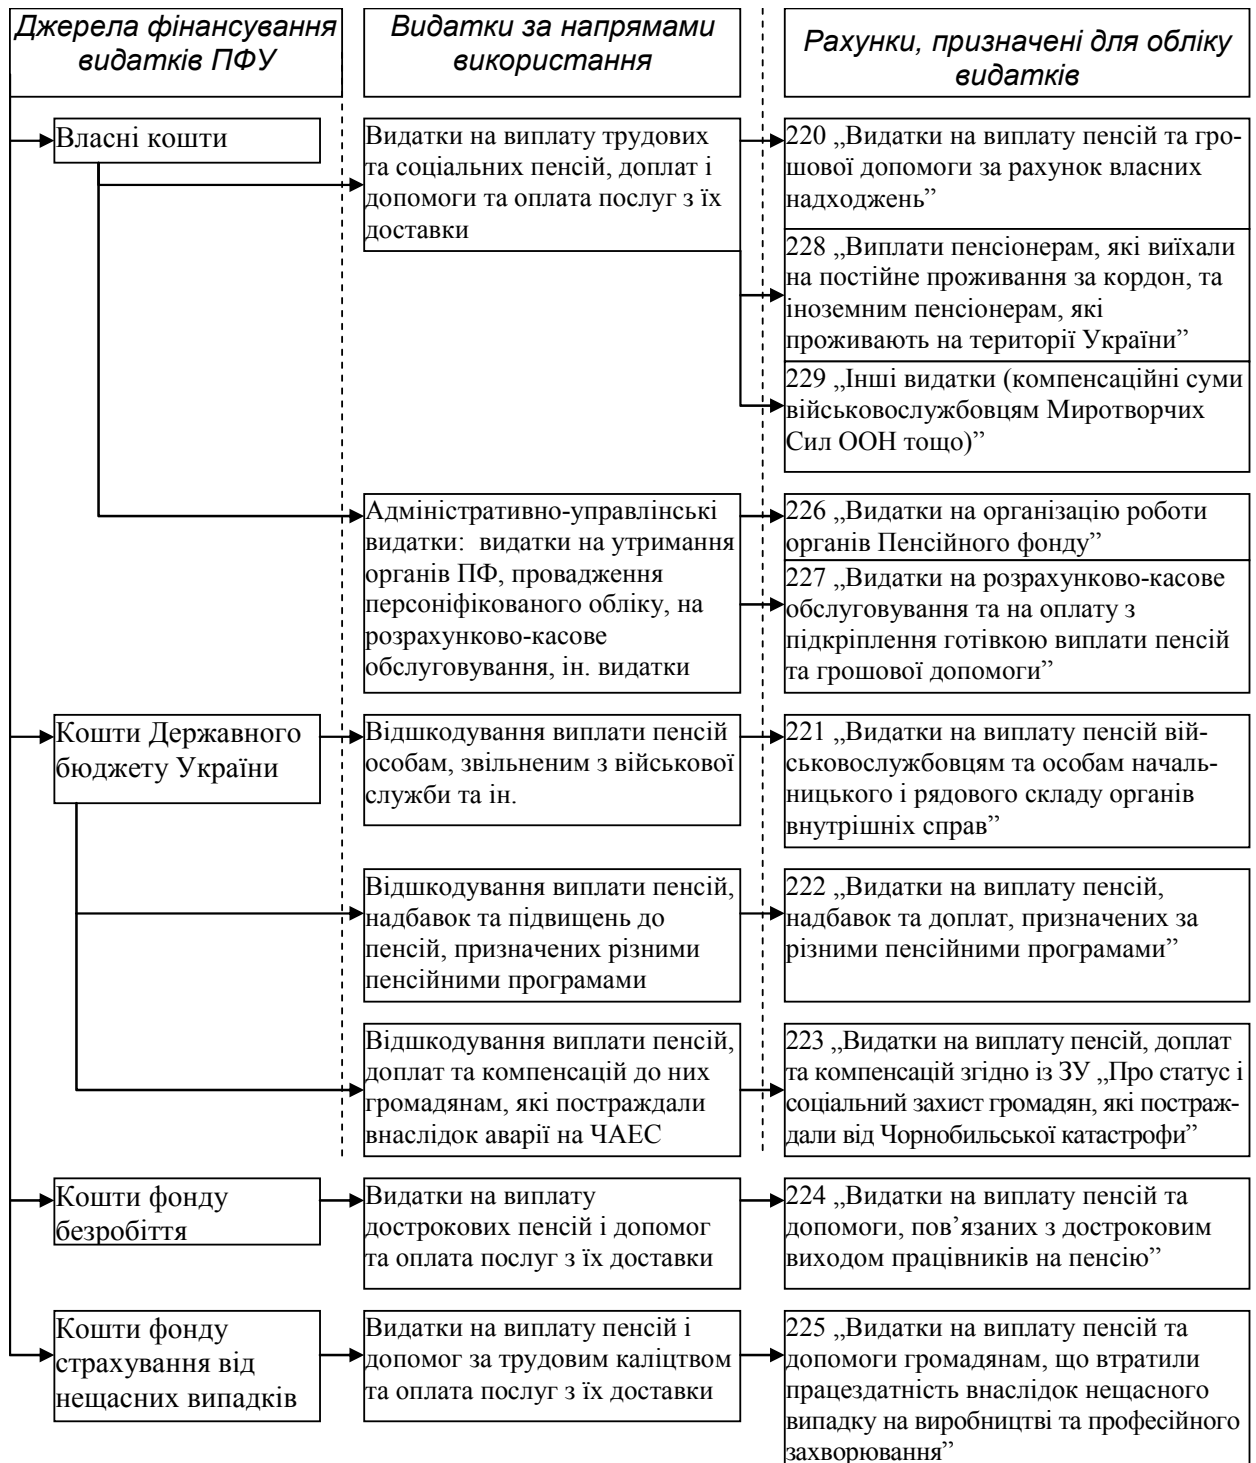 Джерела фінансування
видатків ПФУ
Видатки за напрямами
використання
Рахунки, призначені для обліку
видатків
Власні кошти
Видатки на виплату трудових
та соціальних пенсій, доплат і
допомоги та оплата послуг з їх
доставки
220 „Видатки на виплату пенсій та гро-
шової допомоги за рахунок власних
надходжень”
228 „Виплати пенсіонерам, які виїхали
на постійне проживання за кордон, та
іноземним пенсіонерам, які
проживають на території України”
229 „Інші видатки (компенсаційні суми
військовослужбовцям Миротворчих
Сил ООН тощо)”
Адміністративно-управлінські
видатки: видатки на утримання
органів ПФ, провадження
персоніфікованого обліку, на
розрахунково-касове
обслуговування, ін. видатки
226 „Видатки на організацію роботи
органів Пенсійного фонду”
227 „Видатки на розрахунково-касове
обслуговування та на оплату з
підкріплення готівкою виплати пенсій
та грошової допомоги”
Кошти Державного
бюджету України
Відшкодування виплати пенсій
особам, звільненим з військової
служби та ін.
221 „Видатки на виплату пенсій вій-
ськовослужбовцям та особам началь-
ницького і рядового складу органів
внутрішніх справ”
Відшкодування виплати пенсій,
надбавок та підвищень до
пенсій, призначених різними
пенсійними програмами
222 „Видатки на виплату пенсій,
надбавок та доплат, призначених за
різними пенсійними програмами”
Відшкодування виплати пенсій,
доплат та компенсацій до них
громадянам, які постраждали
внаслідок аварії на ЧАЕС
223 „Видатки на виплату пенсій, доплат
та компенсацій згідно із ЗУ „Про статус і
соціальний захист громадян, які постраж-
дали від Чорнобильської катастрофи”
Кошти фонду
безробіття
Видатки на виплату
дострокових пенсій і допомог
та оплата послуг з їх доставки
224 „Видатки на виплату пенсій та
допомоги, пов’язаних з достроковим
виходом працівників на пенсію”
Кошти фонду
страхування від
нещасних випадків
Видатки на виплату пенсій і
допомог за трудовим каліцтвом
та оплата послуг з їх доставки
225 „Видатки на виплату пенсій та
допомоги громадянам, що втратили
працездатність внаслідок нещасного
випадку на виробництві та професійного
захворювання”